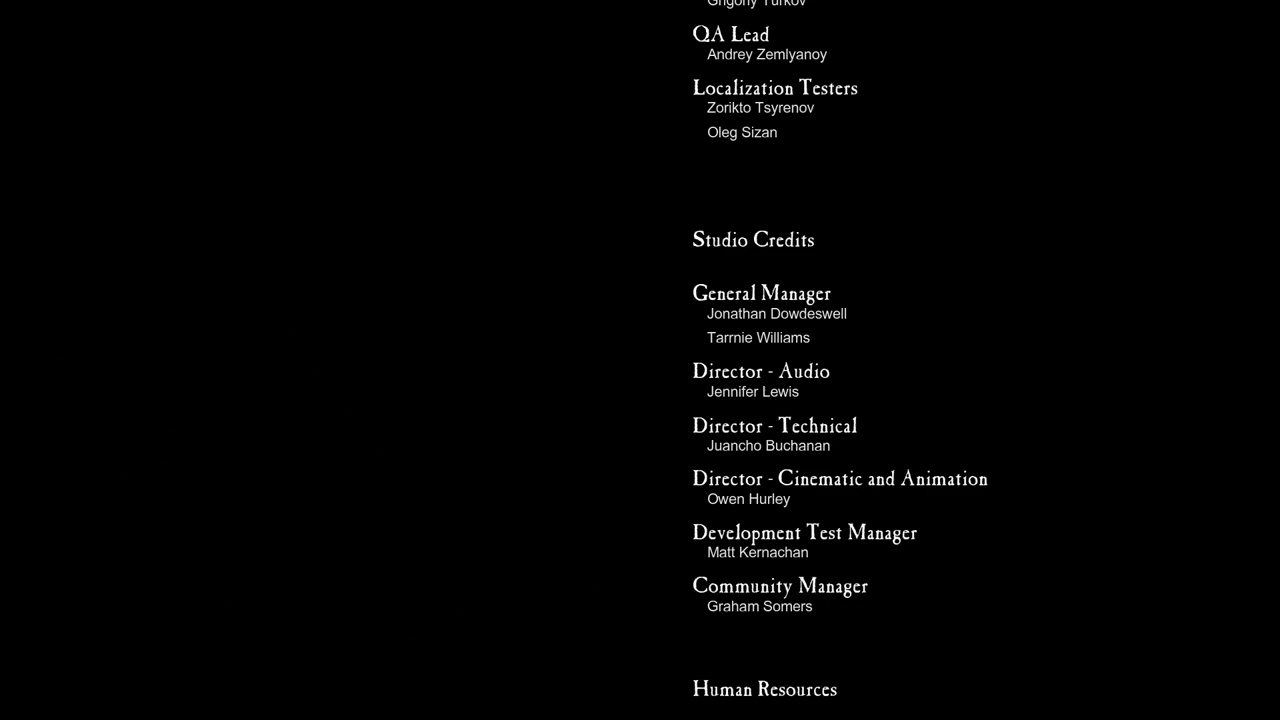 Grigoriy Turkov
QA Lead
Andrey Zemlyanoy
Localization Testers
Zorikto Tsyrenov
Oleg Sizan
Studio Credits
General Manager
Jonathan Dowdeswell
Tarrnie Williams
Director - Audio
Jennifer Lewis
Director - Technical
Juancho Buchanan
Director - Cinematic and Animation
Owen Hurley
Development Test Manager
Matt Kernachan
Community Manager
Graham Somers
Human Resources